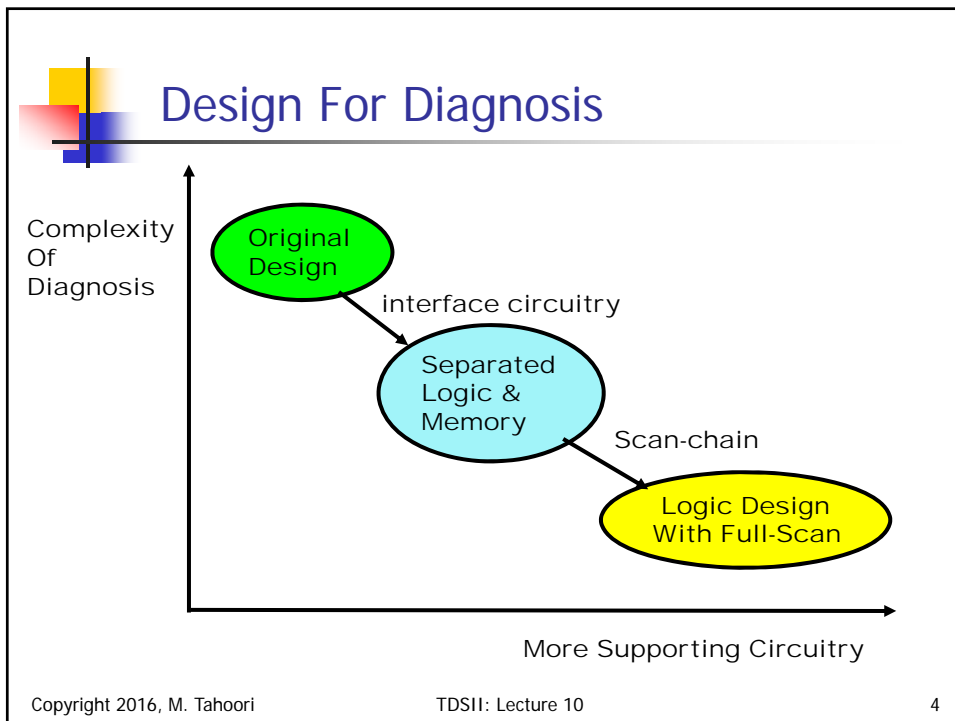 Design For Diagnosis
Complexity
Of
Diagnosis
Original
Design
interface circuitry
Separated
Logic &
Memory
Scan-chain
Logic Design
With Full-Scan
More Supporting Circuitry
Copyright 2016, M. Tahoori
TDSII: Lecture 10
4